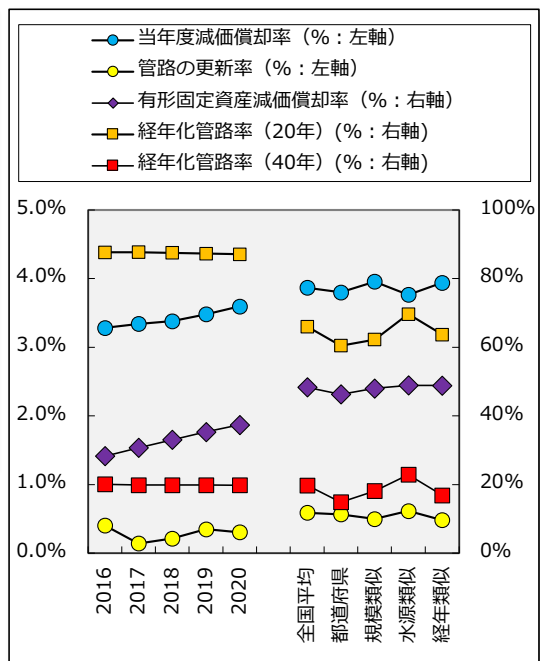 当年度減価償却率（%：左軸）
管路の更新率（%：左軸）
有形固定資産減価償却率（%：右軸）
経年化管路率（20年）(%：右軸)
経年化管路率（40年）(%：右軸)
5.0% 100%
4.0% 80%
3.0% 60%
2.0% 40%
1.0% 20%
0.0% 0%
2016
2017
2018
2019
2020
全国平均
都道府県
規模類似
水源類似
経年類似